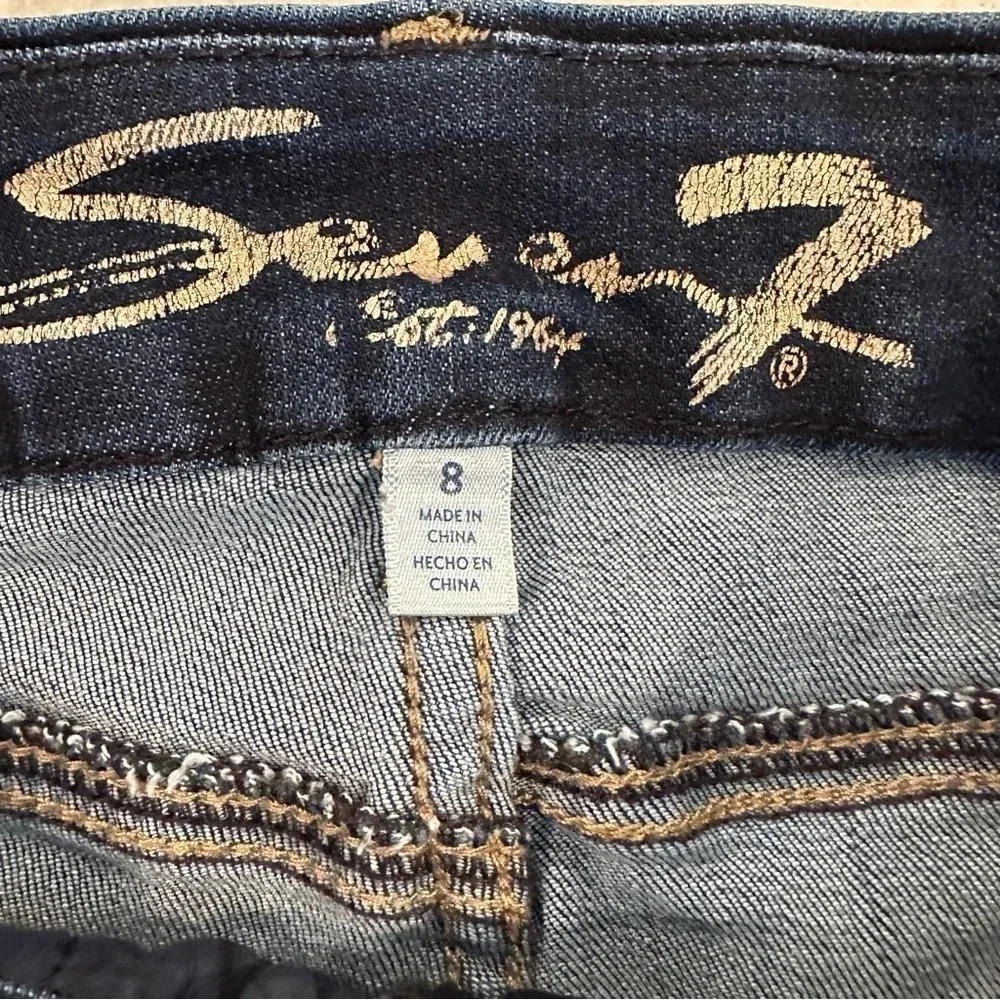 Seven7®
Est. 1964
8
MADE IN
CHINA
HECHO EN
CHINA